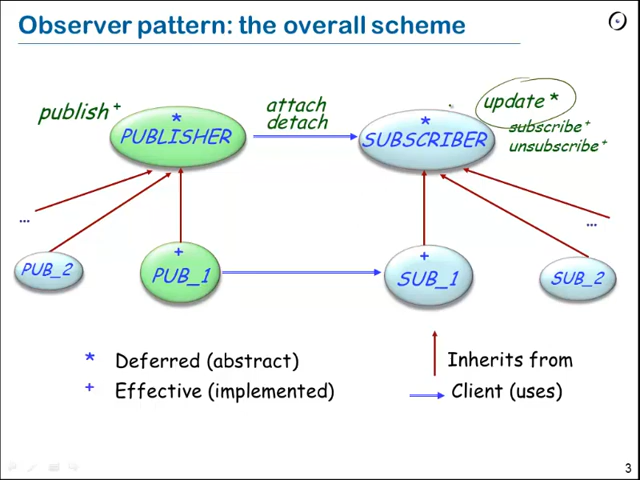 Observer pattern: the overall scheme
publish +
*
PUBLISHER
attach
detach
*
SUBSCRIBER
update *
subscribe +
unsubscribe +
...
...
PUB_2
+
PUB_1
+
SUB_1
SUB_2
* Deferred (abstract)
+ Effective (implemented)
Inherits from
Client (uses)
3